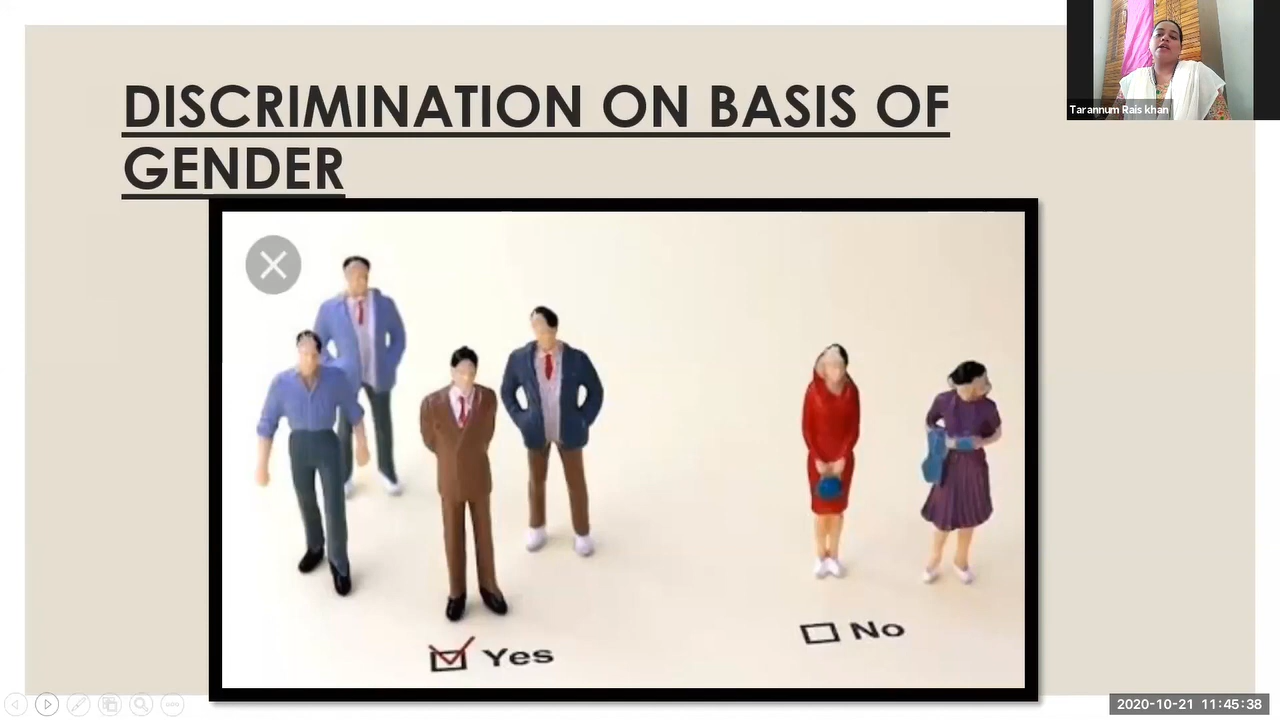 DISCRIMINATION ON BASIS OF
GENDER
Tarannum Rais khan
Yes
No
2020-10-21 11:45:38